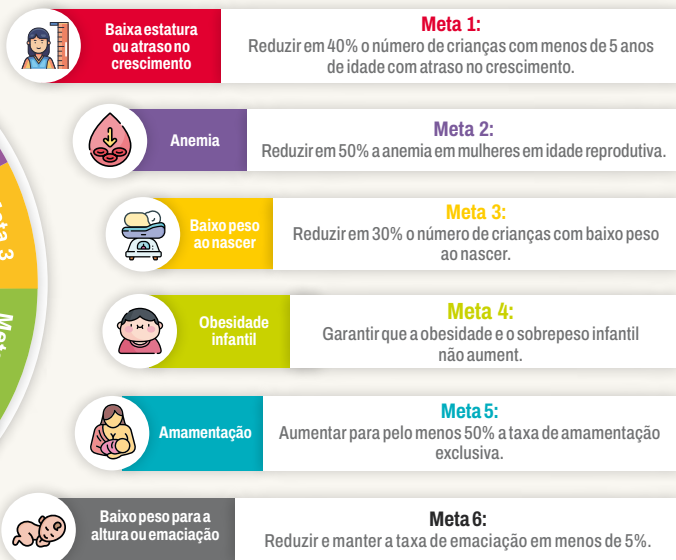 Baixa estatura
ou atraso no
crescimento
Meta 1:
Reduzir em 40% o número de crianças com menos de 5 anos
de idade com atraso no crescimento.
Anemia
Meta 2:
Reduzir em 50% a anemia em mulheres em idade reprodutiva.
Baixo peso
ao nascer
Meta 3:
Reduzir em 30% o número de crianças com baixo peso
ao nascer.
Obesidade
infantil
Meta 4:
Garantir que a obesidade e o sobrepeso infantil
não aument.
Amamentação
Meta 5:
Aumentar para pelo menos 50% a taxa de amamentação
exclusiva.
Baixo peso para a
altura ou emaciação
Meta 6:
Reduzir e manter a taxa de emaciação em menos de 5%.